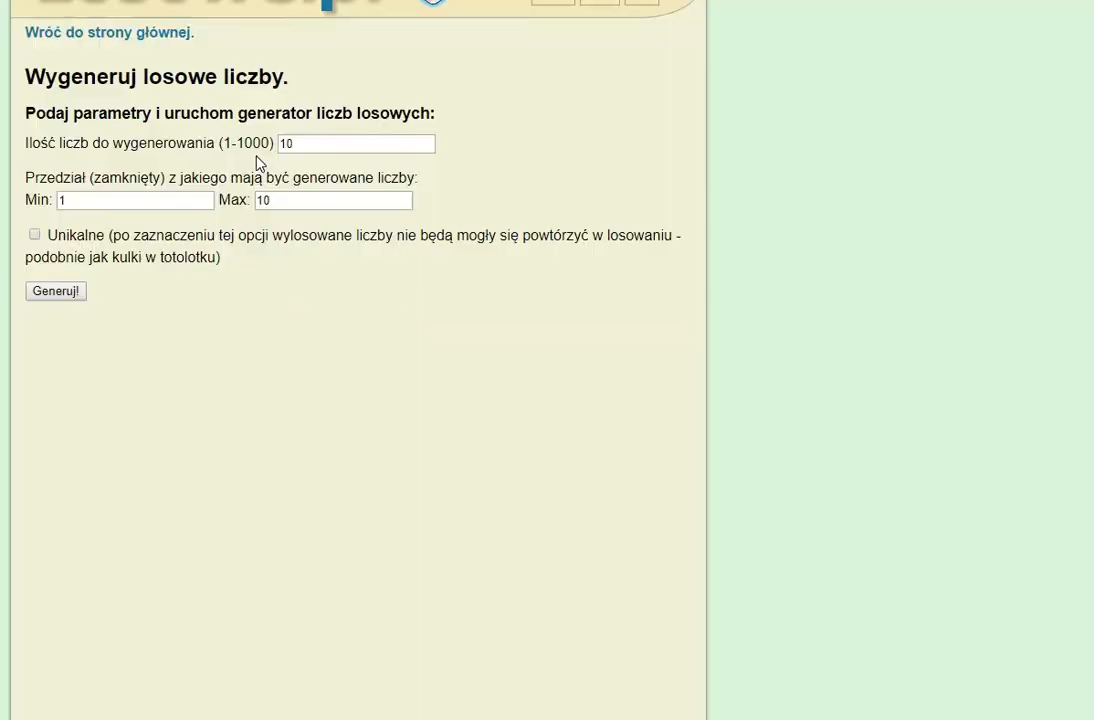 Wróć do strony głównej.
Wygeneruj losowe liczby.
Podaj parametry i uruchom generator liczb losowych:
Ilość liczb do wygenerowania (1-1000) 10
Przedział (zamknięty) z jakiego mają być generowane liczby:
Min: 1 Max: 10
Unikalne (po zaznaczeniu tej opcji wylosowane liczby nie będą mogły się powtórzyć w losowaniu -
podobnie jak kulki w totolotku)
Generuj!